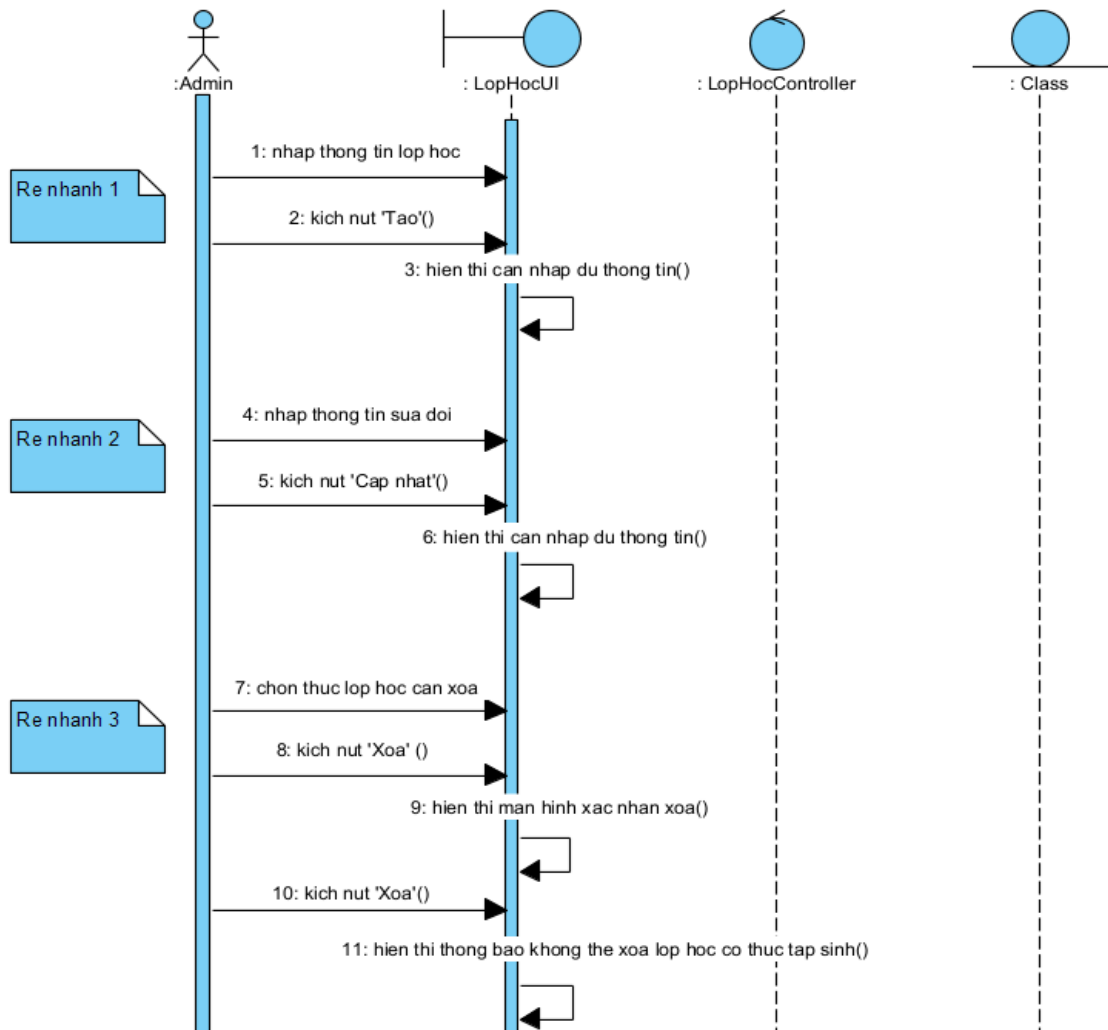 :Admin
: LopHocUI
: LopHocController
: Class
1: nhap thong tin lop hoc
Re nhanh 1
2: kich nut 'Tao'()
3: hien thi can nhap du thong tin()
4: nhap thong tin sua doi
Re nhanh 2
5: kich nut 'Cap nhat'()
6: hien thi can nhap du thong tin()
7: chon thuc lop hoc can xoa
Re nhanh 3
8: kich nut 'Xoa' ()
9: hien thi man hinh xac nhan xoa()
10: kich nut 'Xoa'()
11: hien thi thong bao khong the xoa lop hoc co thuc tap sinh()